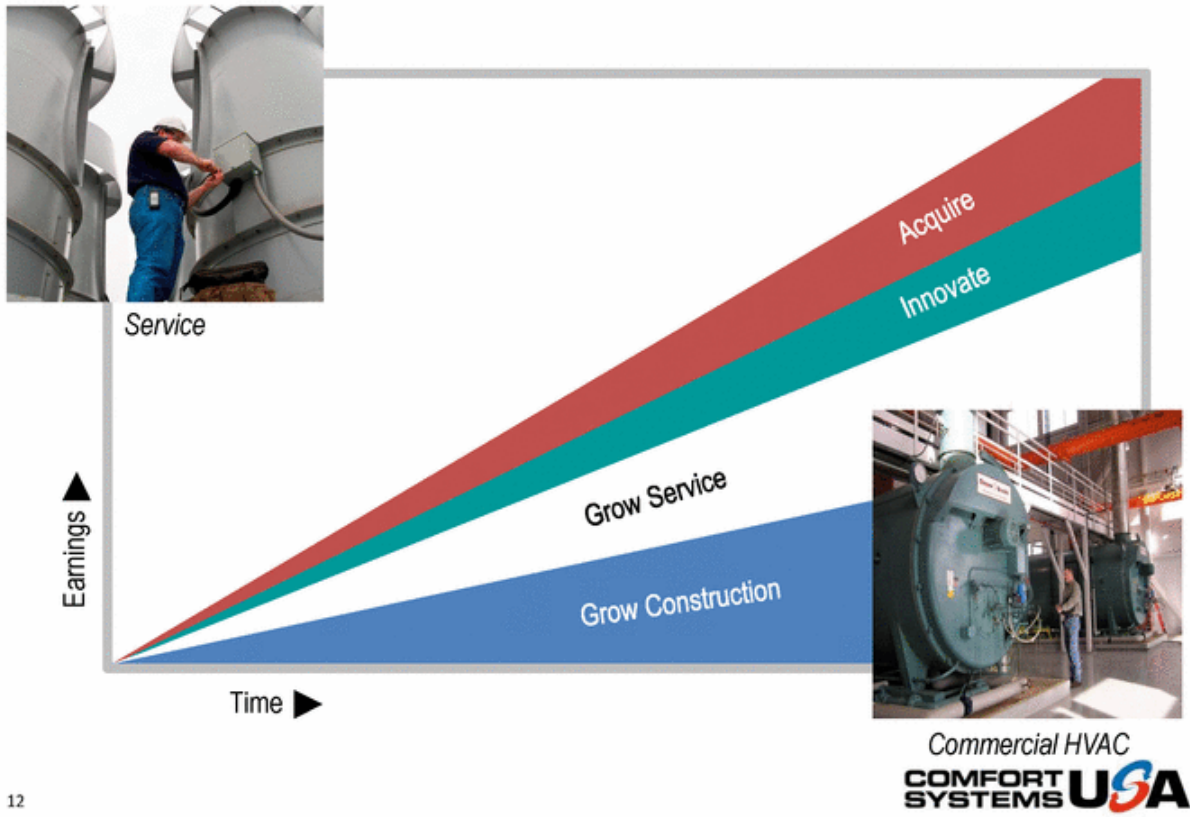 Service
Acquire
Innovate
Grow Service
Grow Construction
Earnings ▶
Time ▶
Commercial HVAC
COMFORT
SYSTEMS USA
12